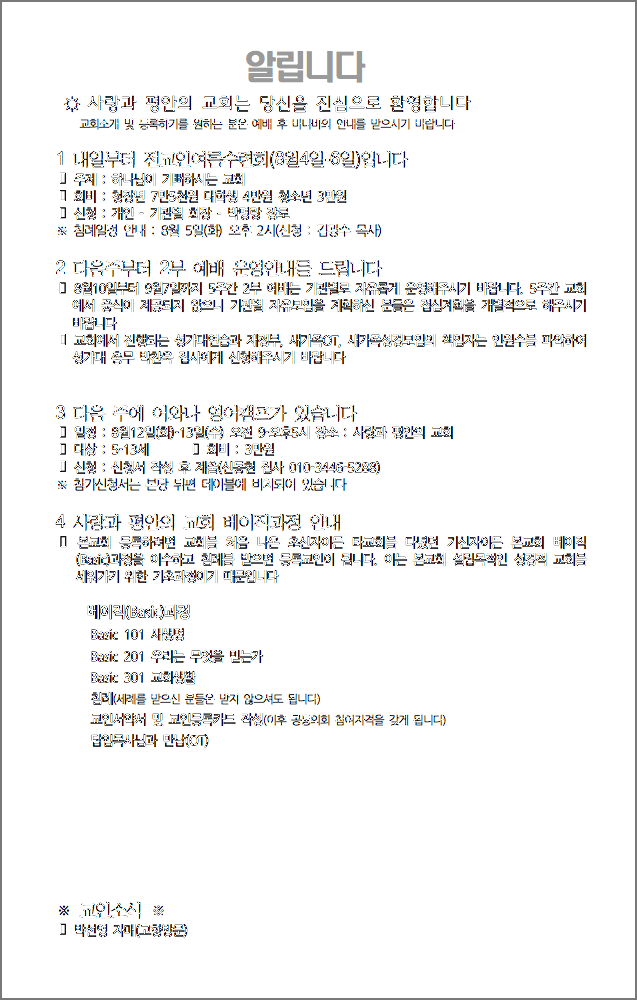 알립니다
☼ 사랑과 평안의 교회는 당신을 진심으로 환영합니다
교회소개 및 등록하기를 원하는 분은 예배 후 바나바의 안내를 받으시기 바랍니다
1 내일부터 전교인여름수련회(8월4일-6일)입니다
▯ 주제 : 하나님이 기뻐하시는 교회
▯ 회비 : 청장년 7만5천원 대학생 4만원 청소년 3만원
▯ 신청 : 개인 - 기관별 회장 - 장로
※ 침례일정 안내 : 8월 5일(화) 오후 2시(신청 : 김광수 목사)
2 다음주부터 2부 예배 운영안내를 드립니다
▯ 8월10일부터 9월7일까지 5주간 2부 예배는 기관별로 자유롭게 운영해주시기 바랍니다. 5주간 교회
에서 중식이 제공되지 않으니 기관별 자유모임을 계획하신 분들은 점심계획을 개별적으로 해주시기
바랍니다
▯ 교회에서 진행되는 성가대연습과 재정부, 새가족OT, 새가족성경모임의 책임자는 인원수를 파악하여
성가대 총무 박찬욱 집사에게 신청해주시기 바랍니다
3 다음 주에 어와나 영어캠프가 있습니다
▯ 일정 : 8월12일(화)-13일(수) 오전 9-오후5시 장소 : 사랑과 평안의 교회
▯ 대상 : 5-13세 ▯ 회비 : 3만원
▯ 신청 : 신청서 작성 후 제출(신동현 집사 010-3446-5268)
※ 참가신청서는 본당 뒤편 테이블에 비치되어 있습니다
4 사랑과 평안의 교회 베이직과정 안내
▯ 본교회 등록하려면 교회를 처음 나온 초신자이든 타교회를 다녔던 기신자이든 본교회 베이직
(Basic)과정을 이수하고 침례를 받으면 등록교인이 됩니다. 이는 본교회 설립목적인 성경적 교회를
세워가기 위한 기초과정이기 때문입니다
베이직(Basic)과정
Basic 101 사명명
Basic 201 우리는 무엇을 믿는가
Basic 301 교회생활
침례(세례를 받으신 분들은 받지 않으셔도 됩니다)
교인서약서 및 교인등록카드 작성(이후 공동의회 참여자격을 갖게 됩니다)
담임목사님과 만남(OT)
※ 교인소식 ※
▯ 박선영 자매(고향방문)